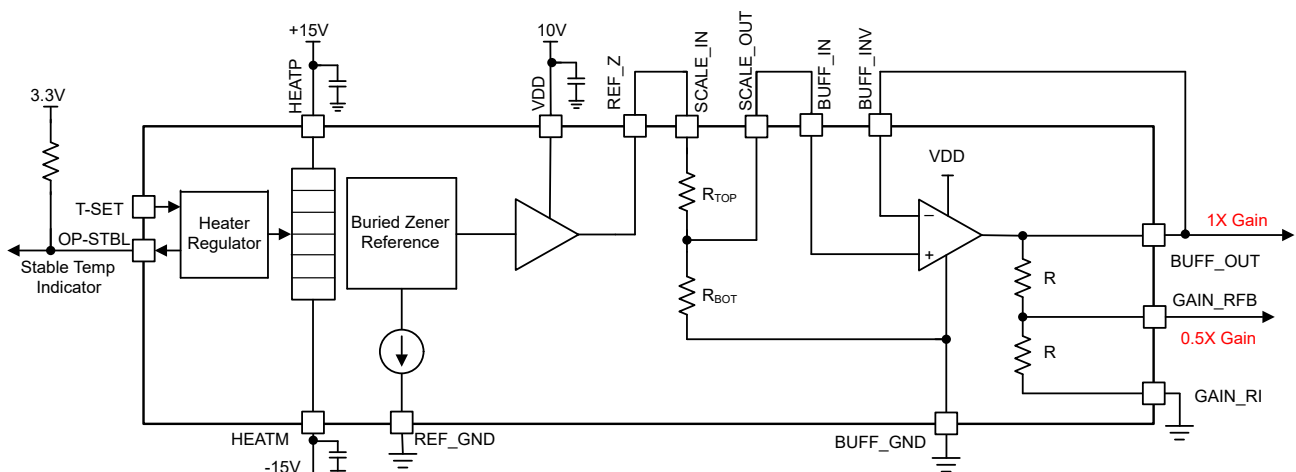 +15V
10V
3.3V
HEATP
VDD
REF_Z
SCALE_IN
SCALE_OUT
BUFF_IN
BUFF_INV
VDD
T-SET
OP-STBL
Stable Temp
Indicator
Heater
Regulator
Buried Zener
Reference
RTOP
RBOT
−
+
R
R
1X Gain
BUFF_OUT
GAIN_RFB
0.5X Gain
GAIN_RI
HEATM
-15V
REF_GND
BUFF_GND